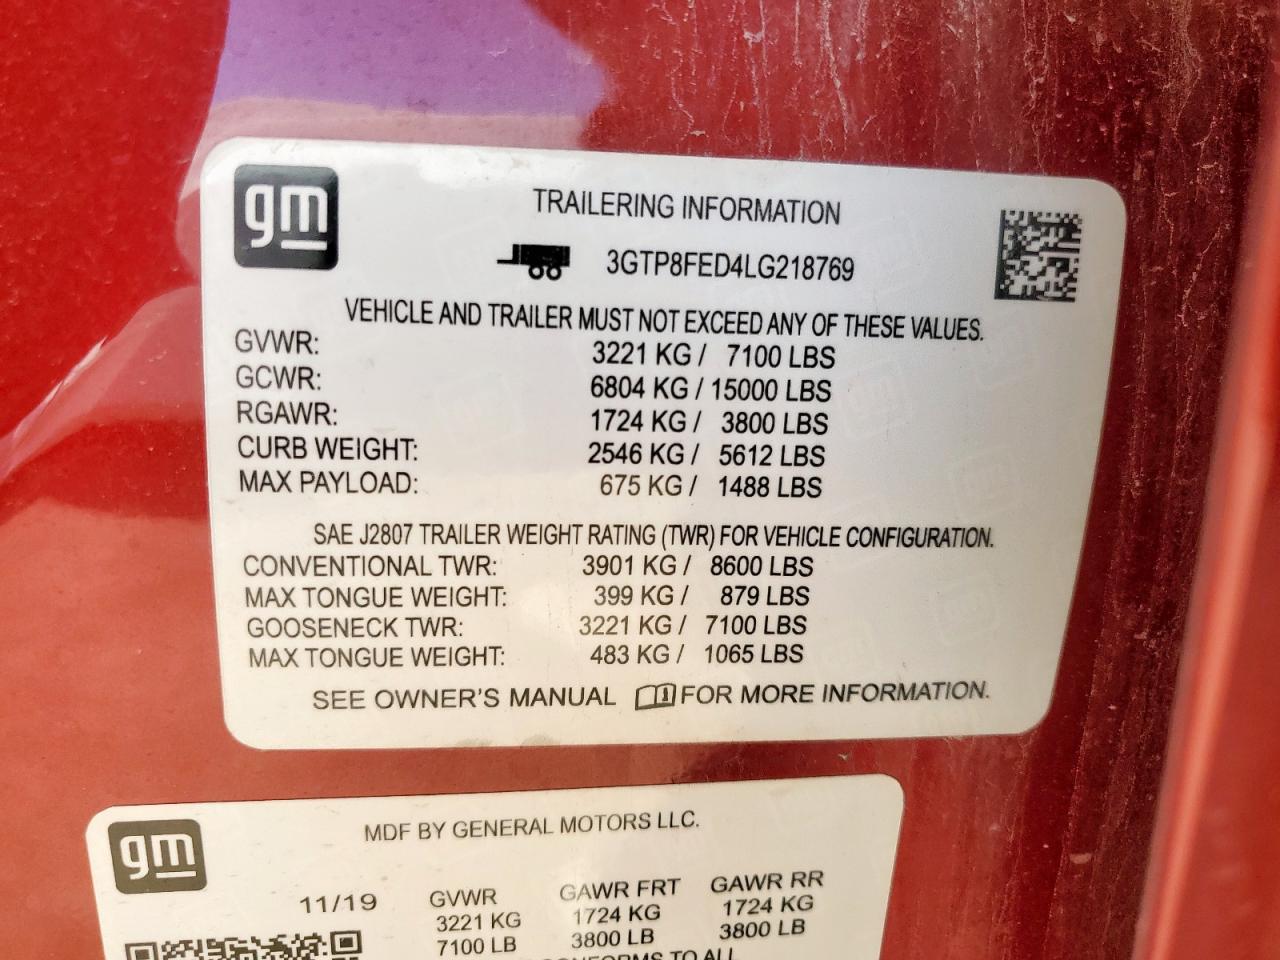 gm
TRAILERING INFORMATION
3GTP8FED4LG218769
VEHICLE AND TRAILER MUST NOT EXCEED ANY OF THESE VALUES.
GVWR: 3221 KG / 7100 LBS
GCWR: 6804 KG / 15000 LBS
RGAWR: 1724 KG / 3800 LBS
CURB WEIGHT: 2546 KG / 5612 LBS
MAX PAYLOAD: 675 KG / 1488 LBS
SAE J2807 TRAILER WEIGHT RATING (TWR) FOR VEHICLE CONFIGURATION.
CONVENTIONAL TWR: 3901 KG / 8600 LBS
MAX TONGUE WEIGHT: 399 KG / 879 LBS
GOOSENECK TWR: 3221 KG / 7100 LBS
MAX TONGUE WEIGHT: 483 KG / 1065 LBS
SEE OWNER'S MANUAL FOR MORE INFORMATION.
gm
MDF BY GENERAL MOTORS LLC.
11/19 GVWR GAWR FRT GAWR RR
3221 KG 1724 KG 1724 KG
7100 LB 3800 LB 3800 LB
CONFORMS TO ALL